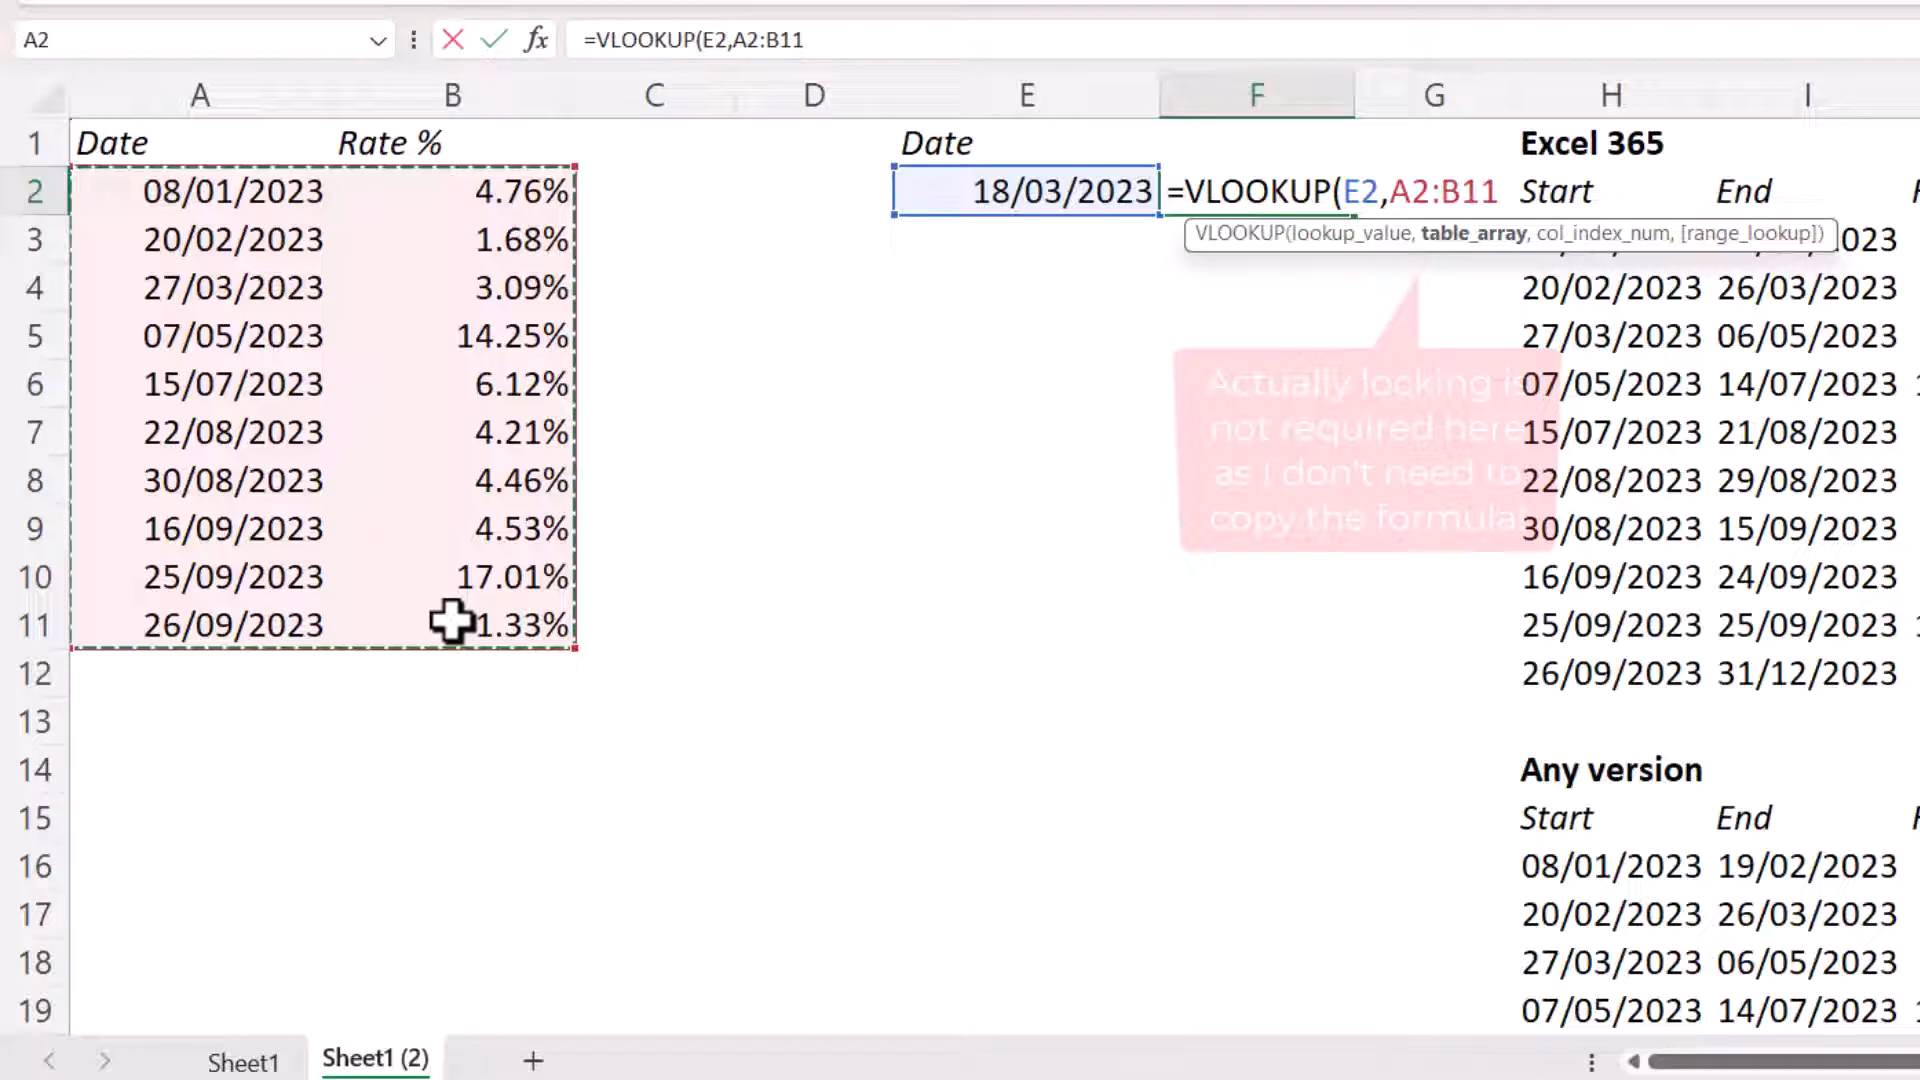 A2
fx
=VLOOKUP(E2,A2:B11
A B C D E F G H I
1 Date Rate % Date Excel 365
2 08/01/2023 4.76% 18/03/2023 =VLOOKUP(E2,A2:B11 Start End
VLOOKUP(lookup_value, table_array, col_index_num, [range_lookup])
3 20/02/2023 1.68%
4 27/03/2023 3.09% 20/02/2023 26/03/2023
5 07/05/2023 14.25% 27/03/2023 06/05/2023
6 15/07/2023 6.12% 07/05/2023 14/07/2023
7 22/08/2023 4.21% 15/07/2023 21/08/2023
8 30/08/2023 4.46% 22/08/2023 29/08/2023
9 16/09/2023 4.53% 30/08/2023 15/09/2023
10 25/09/2023 17.01% 16/09/2023 24/09/2023
11 26/09/2023 1.33% 25/09/2023 25/09/2023
12 26/09/2023 31/12/2023
Actually locking is
not required here
as I don't need to
copy the formula!
13
14 Any version
15 Start End
16 08/01/2023 19/02/2023
17 20/02/2023 26/03/2023
18 27/03/2023 06/05/2023
19 07/05/2023 14/07/2023
Sheet1 Sheet1 (2)